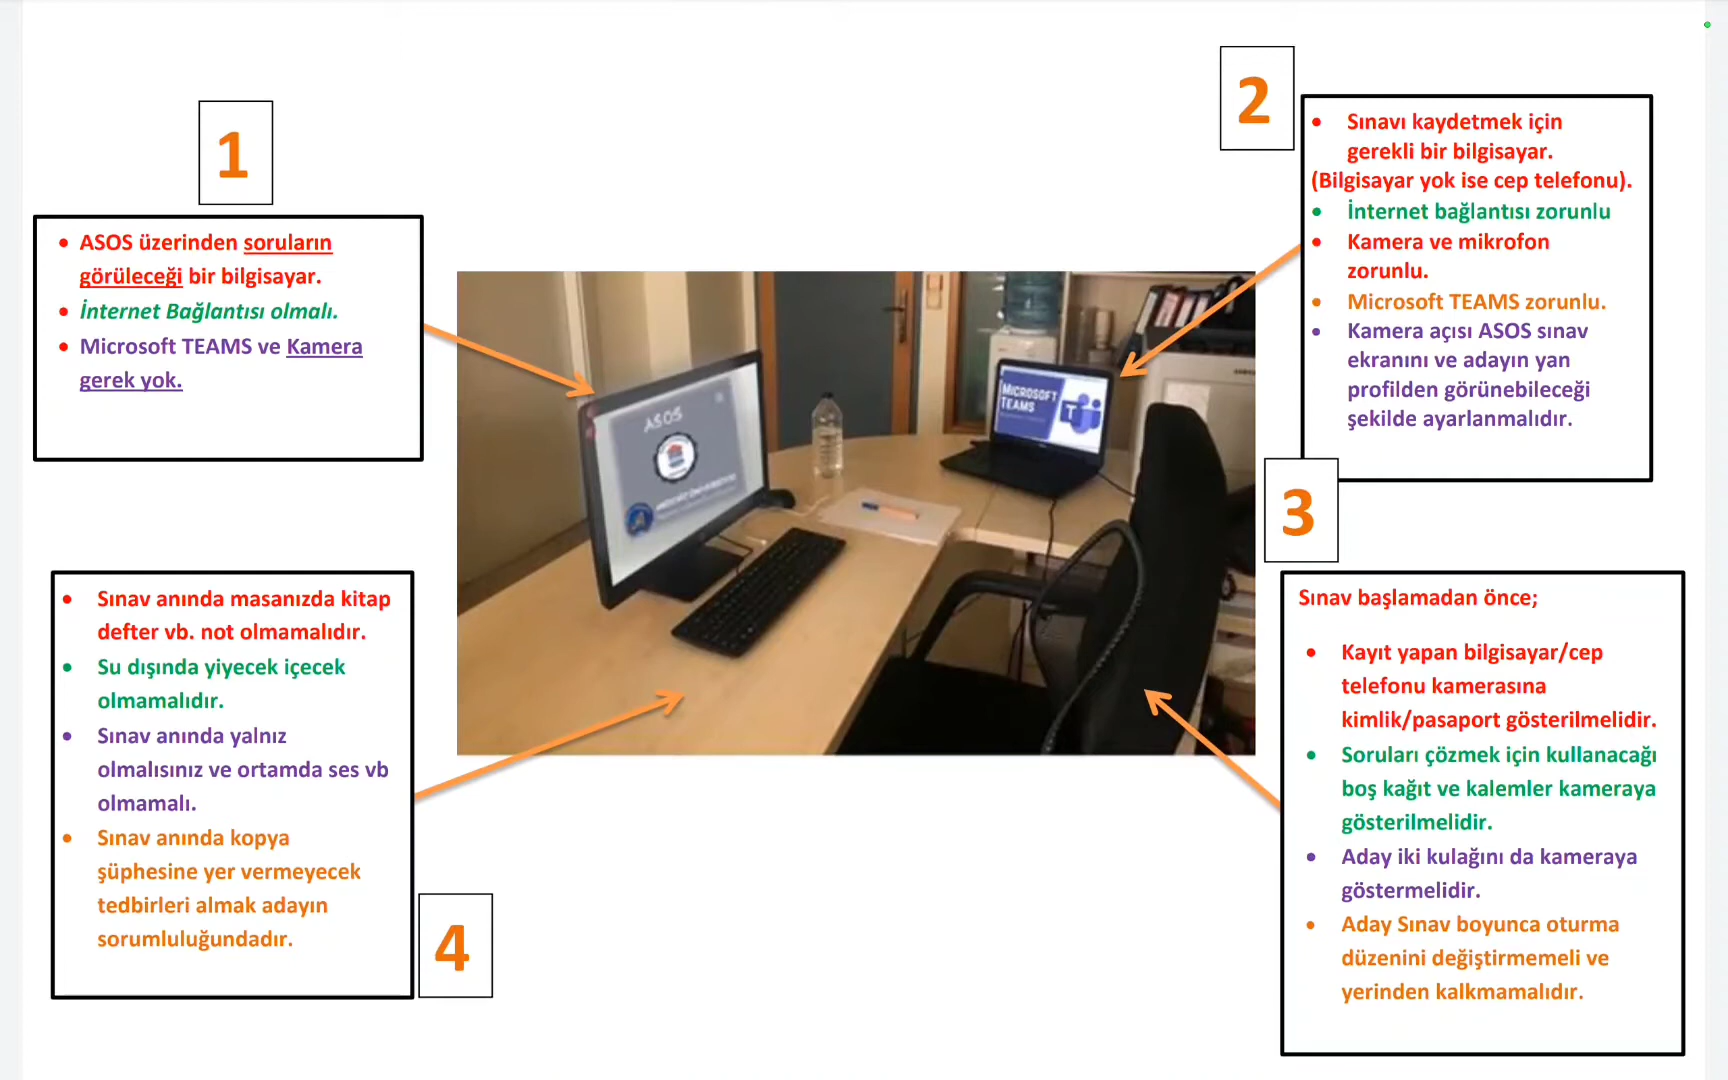 1
ASOS üzerinden soruların
görüleceği bir bilgisayar.
İnternet Bağlantısı olmalı.
Microsoft TEAMS ve Kamera
gerek yok.
2
Sınavı kaydetmek için
gerekli bir bilgisayar.
(Bilgisayar yok ise cep telefonu).
İnternet bağlantısı zorunlu
Kamera ve mikrofon
zorunlu.
Microsoft TEAMS zorunlu.
Kamera açısı ASOS sınav
ekranını ve adayın yan
profilden görünebileceği
şekilde ayarlanmalıdır.
ASOS
MICROSOFT
TEAMS
T
3
Sınav başlamadan önce;
Kayıt yapan bilgisayar/cep
telefonu kamerasına
kimlik/pasaport gösterilmelidir.
Soruları çözmek için kullanacağı
boş kağıt ve kalemler kameraya
gösterilmelidir.
Aday iki kulağını da kameraya
göstermelidir.
Aday Sınav boyunca oturma
düzenini değiştirmemeli ve
yerinden kalkmamalıdır.
Sınav anında masanızda kitap
defter vb. not olmamalıdır.
Su dışında yiyecek içecek
olmamalıdır.
Sınav anında yalnız
olmalısınız ve ortamda ses vb
olmamalı.
Sınav anında kopya
şüphesine yer vermeyecek
tedbirleri almak adayın
sorumluluğundadır.
4